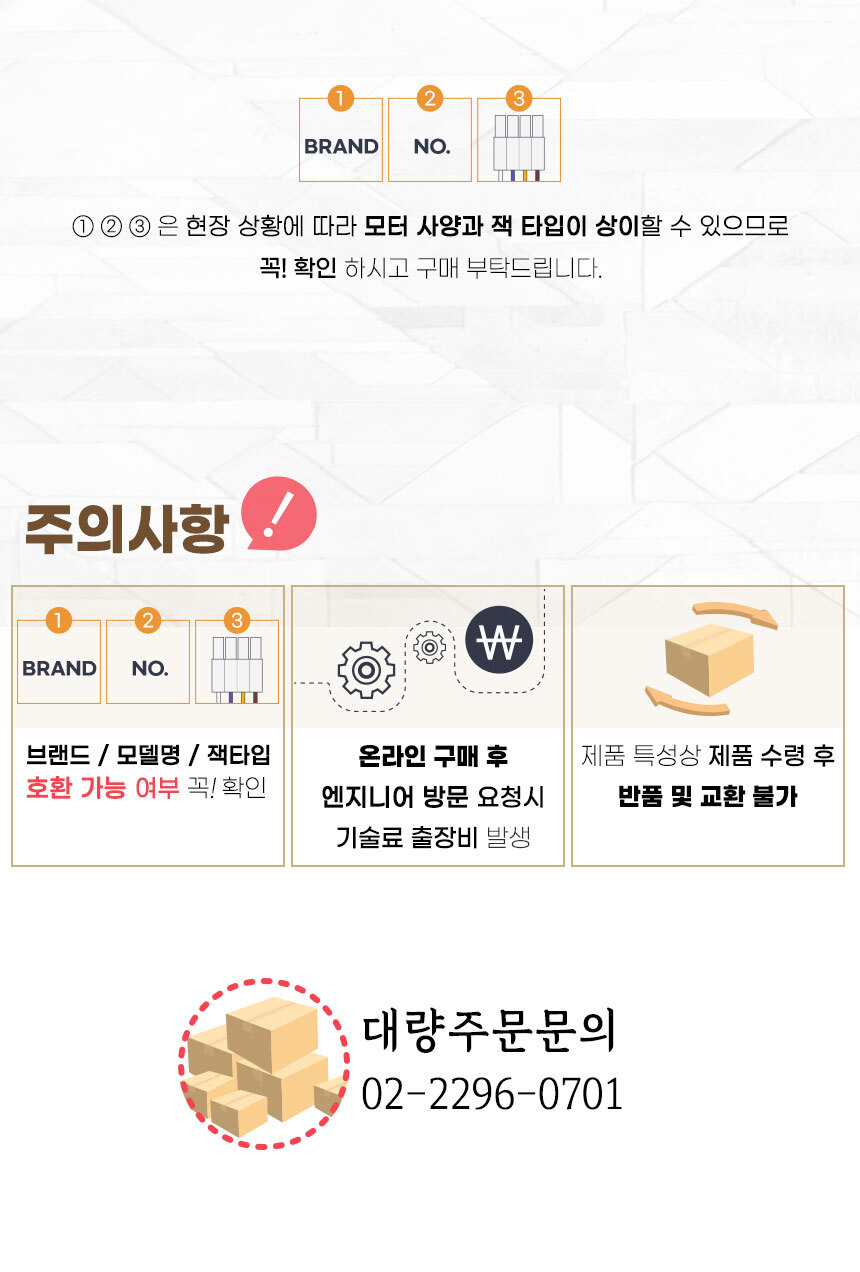 1 2 3
BRAND NO.
① ② ③ 은 현장 상황에 따라 모터 사양과 잭 타입이 상이할 수 있으므로
꼭! 확인 하시고 구매 부탁드립니다.
주의사항 !
1 2 3
BRAND NO.
브랜드 / 모델명 / 잭타입
호환 가능 여부 꼭! 확인
₩
온라인 구매 후
엔지니어 방문 요청시
기술료 출장비 발생
제품 특성상 제품 수령 후
반품 및 교환 불가
대량주문문의
02-2296-0701